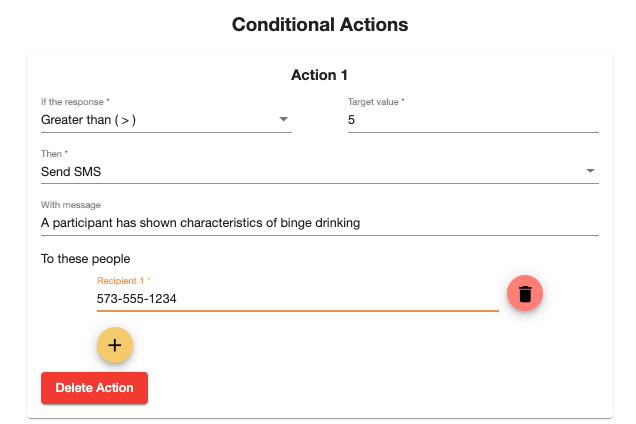 Conditional Actions
Action 1
If the response *
Target value *
Greater than ( > )
5
Then *
Send SMS
With message
A participant has shown characteristics of binge drinking
To these people
Recipient 1 *
573-555-1234
+
Delete Action